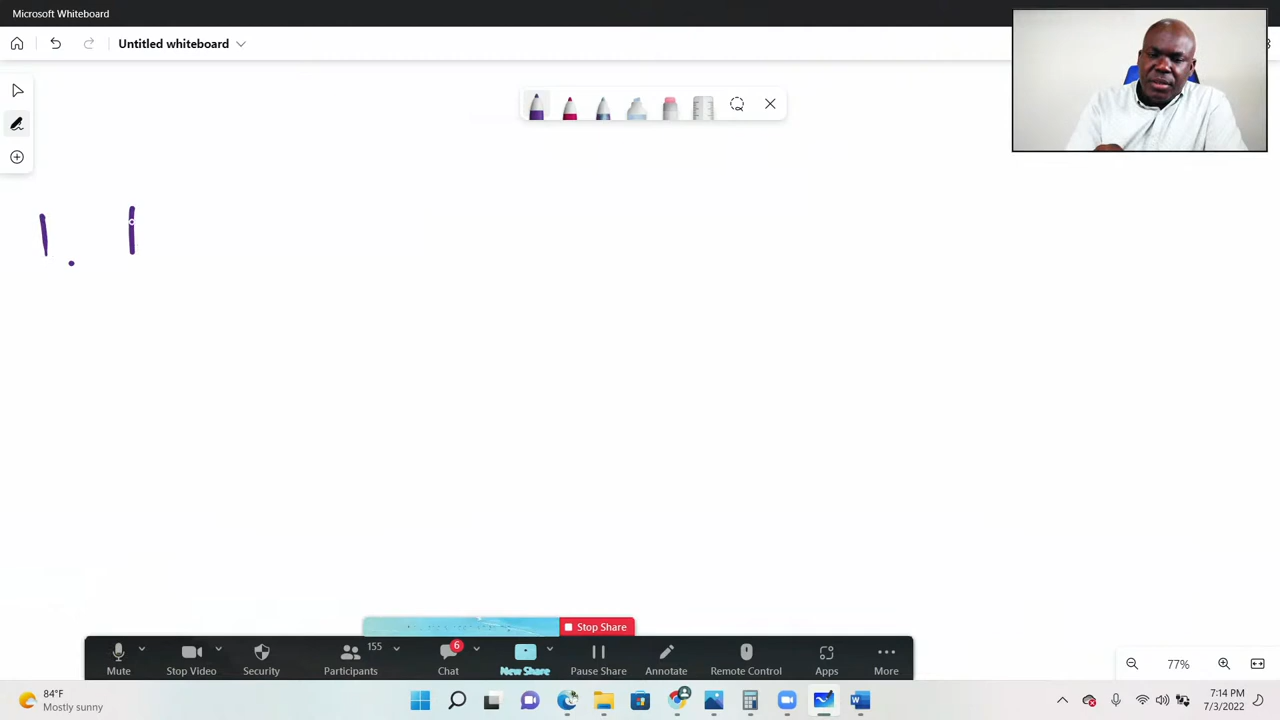 Microsoft Whiteboard
Untitled whiteboard
1. I
Stop Share
155
6
Mute
Stop Video
Security
Participants
Chat
New Share
Pause Share
Annotate
Remote Control
Apps
More
77%
84°F
Mostly sunny
7:14 PM
7/3/2022